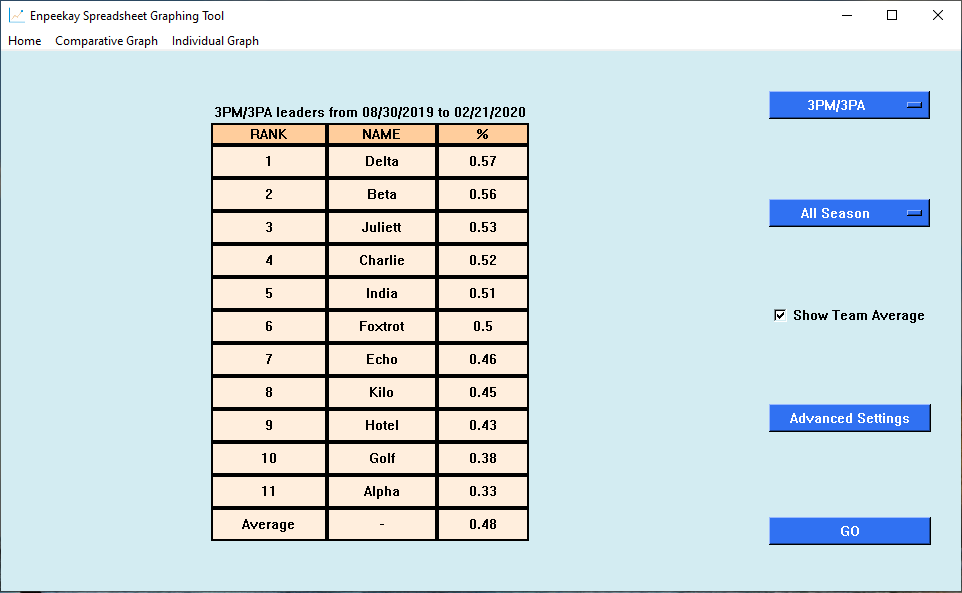 Enpeekay Spreadsheet Graphing Tool
Home Comparative Graph Individual Graph
3PM/3PA leaders from 08/30/2019 to 02/21/2020
RANK NAME %
1 Delta 0.57
2 Beta 0.56
3 Juliett 0.53
4 Charlie 0.52
5 India 0.51
6 Foxtrot 0.5
7 Echo 0.46
8 Kilo 0.45
9 Hotel 0.43
10 Golf 0.38
11 Alpha 0.33
Average - 0.48
3PM/3PA
All Season
Show Team Average
Advanced Settings
GO